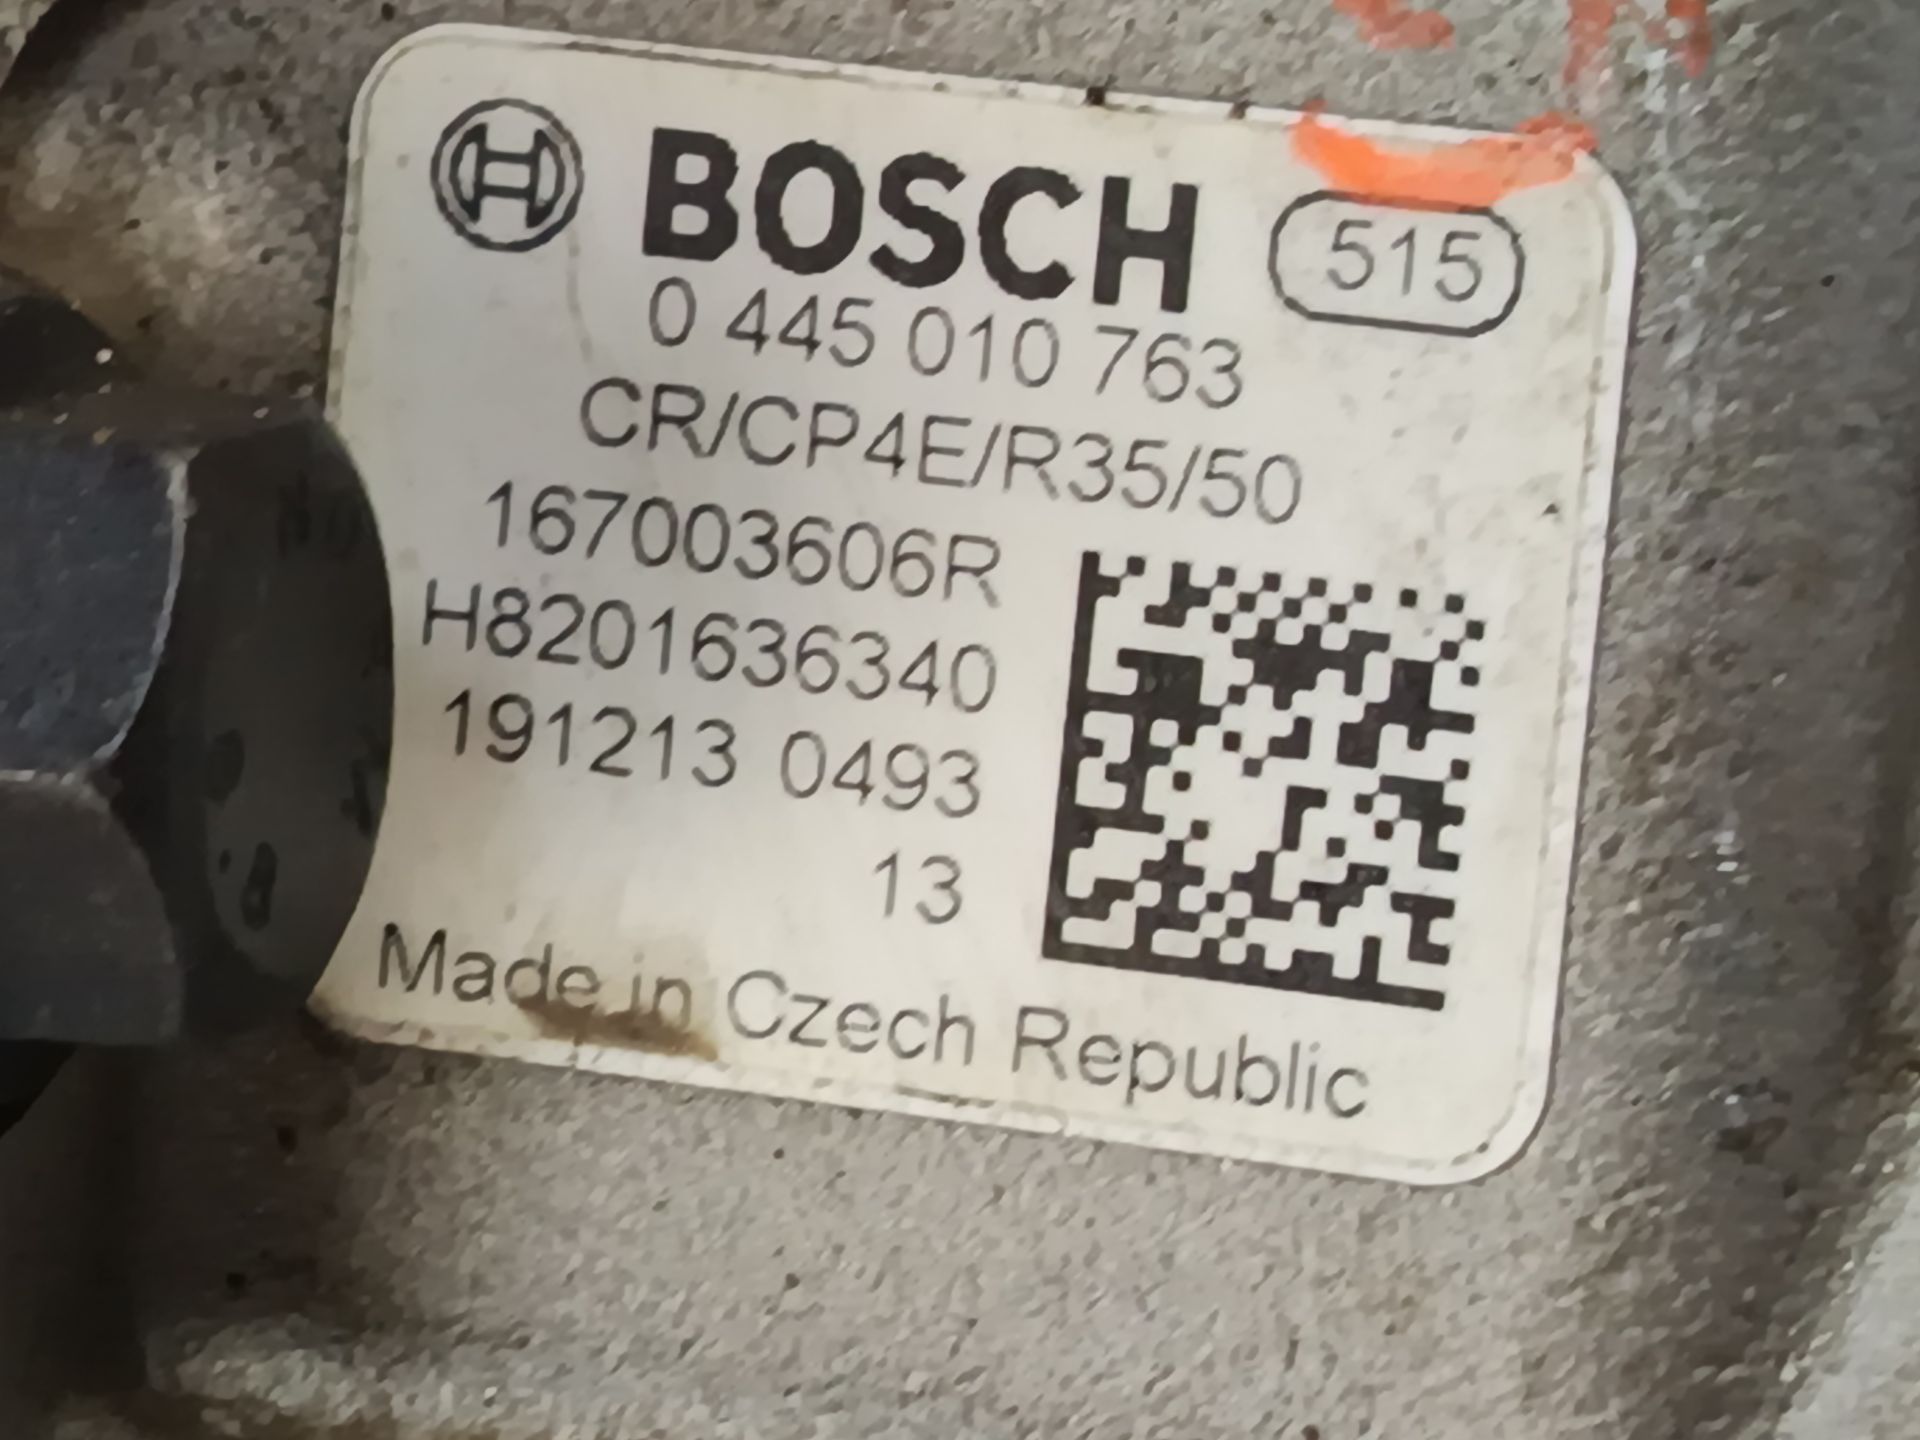 BOSCH 515
0 445 010 763
CR/CP4E/R35/50
167003606R
H8201636340
191213 0493
13
Made in Czech Republic